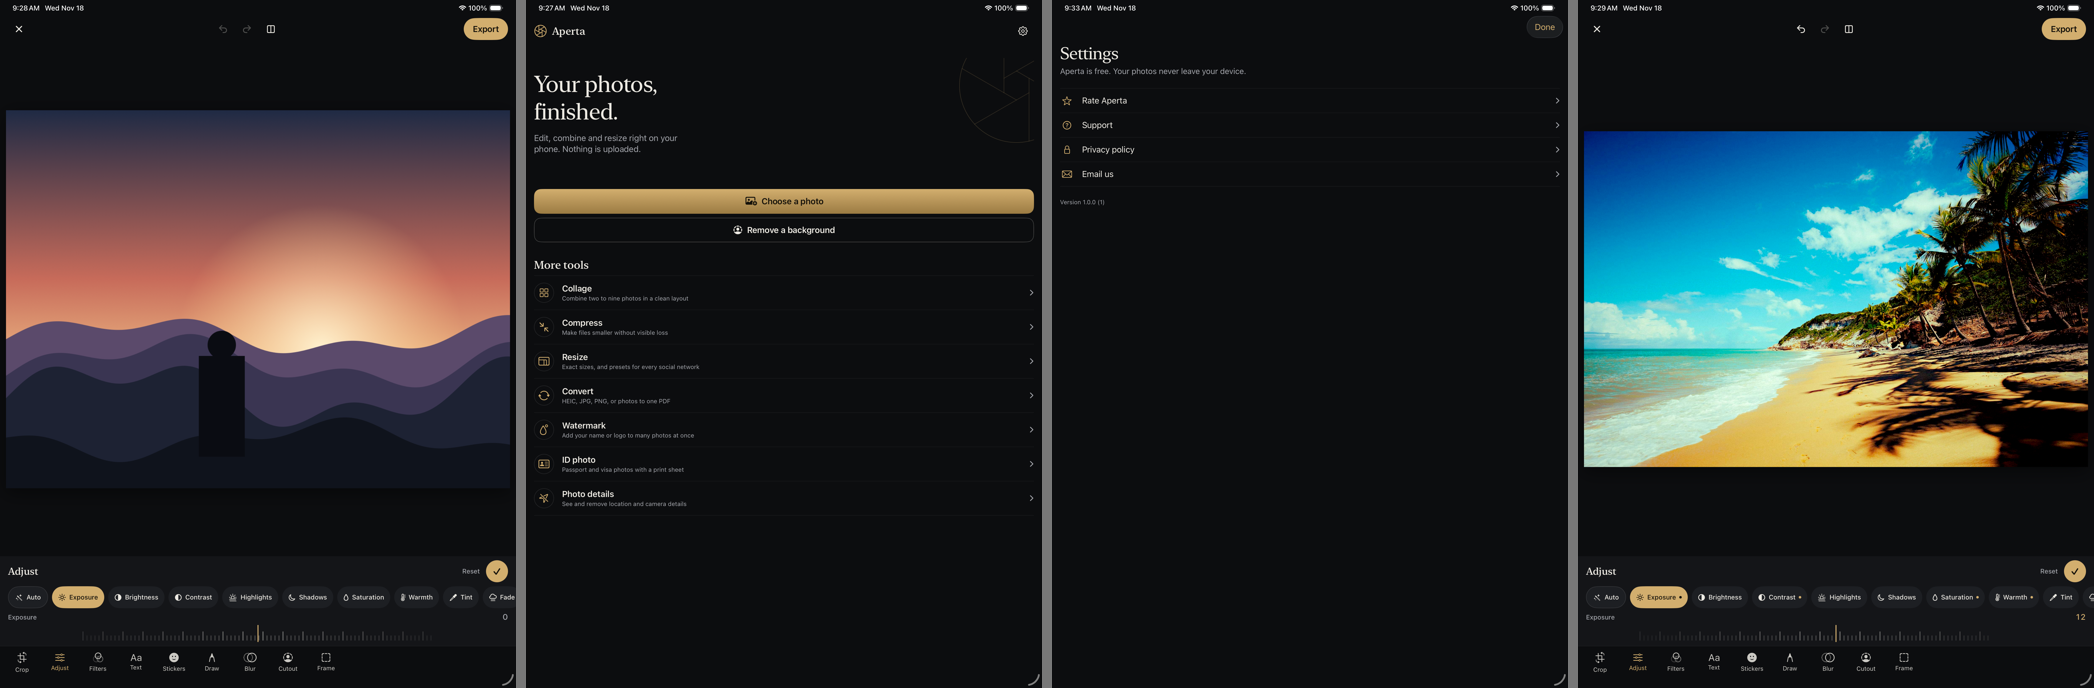 9:28 AM Wed Nov 18
100%
Export
Adjust
Reset
Auto
Exposure
Brightness
Contrast
Highlights
Shadows
Saturation
Warmth
Tint
Fade
Exposure
0
Crop
Adjust
Filters
Aa
Text
Stickers
Draw
Blur
Cutout
Frame
9:27 AM Wed Nov 18
100%
Aperta
Your photos,
finished.
Edit, combine and resize right on your
phone. Nothing is uploaded.
Choose a photo
Remove a background
More tools
Collage
Combine two to nine photos in a clean layout
Compress
Make files smaller without visible loss
Resize
Exact sizes, and presets for every social network
Convert
HEIC, JPG, PNG, or photos to one PDF
Watermark
Add your name or logo to many photos at once
ID photo
Passport and visa photos with a print sheet
Photo details
See and remove location and camera details
9:33 AM Wed Nov 18
100%
Done
Settings
Aperta is free. Your photos never leave your device.
Rate Aperta
Support
Privacy policy
Email us
Version 1.0.0 (1)
9:29 AM Wed Nov 18
100%
Export
Adjust
Reset
Auto
Exposure
Brightness
Contrast
Highlights
Shadows
Saturation
Warmth
Tint
Exposure
12
Crop
Adjust
Filters
Aa
Text
Stickers
Draw
Blur
Cutout
Frame